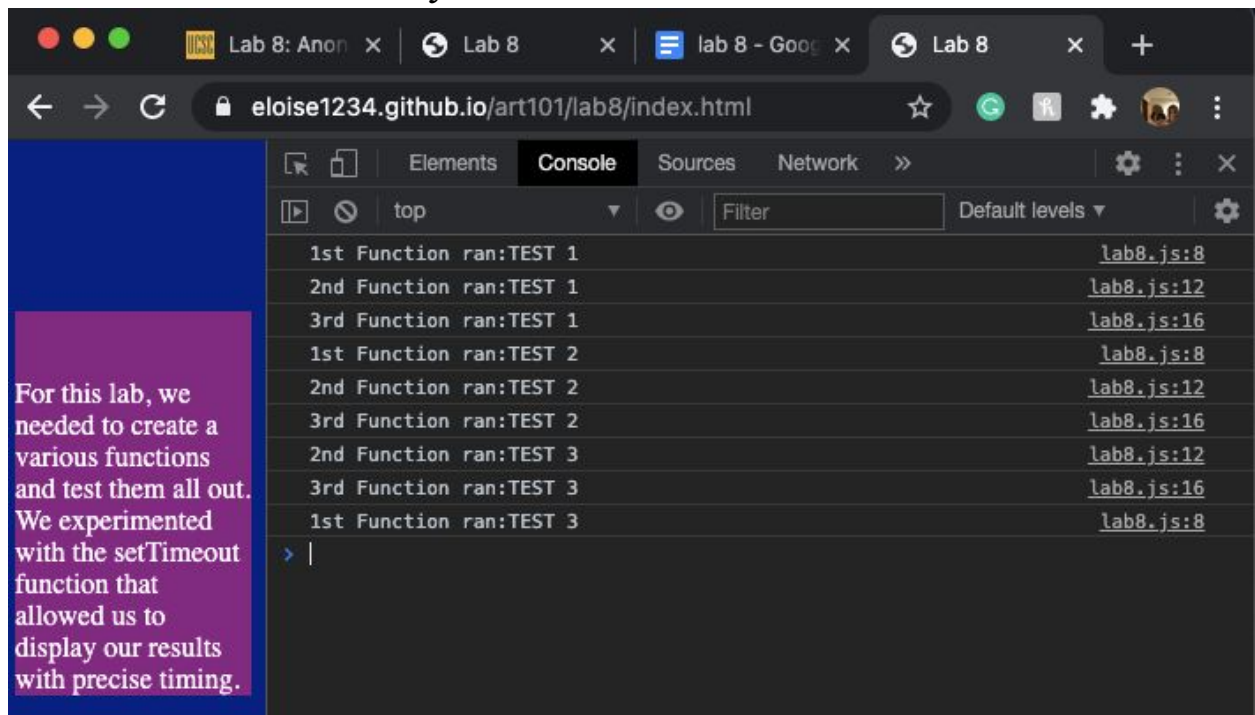 UCSC Lab 8: Anon
Lab 8
lab 8 - Goog
Lab 8
eloise1234.github.io/art101/lab8/index.html
Elements Console Sources Network »
top Filter Default levels
1st Function ran:TEST 1 lab8.js:8
2nd Function ran:TEST 1 lab8.js:12
3rd Function ran:TEST 1 lab8.js:16
1st Function ran:TEST 2 lab8.js:8
2nd Function ran:TEST 2 lab8.js:12
3rd Function ran:TEST 2 lab8.js:16
2nd Function ran:TEST 3 lab8.js:12
3rd Function ran:TEST 3 lab8.js:16
1st Function ran:TEST 3 lab8.js:8
>
For this lab, we
needed to create a
various functions
and test them all out.
We experimented
with the setTimeout
function that
allowed us to
display our results
with precise timing.